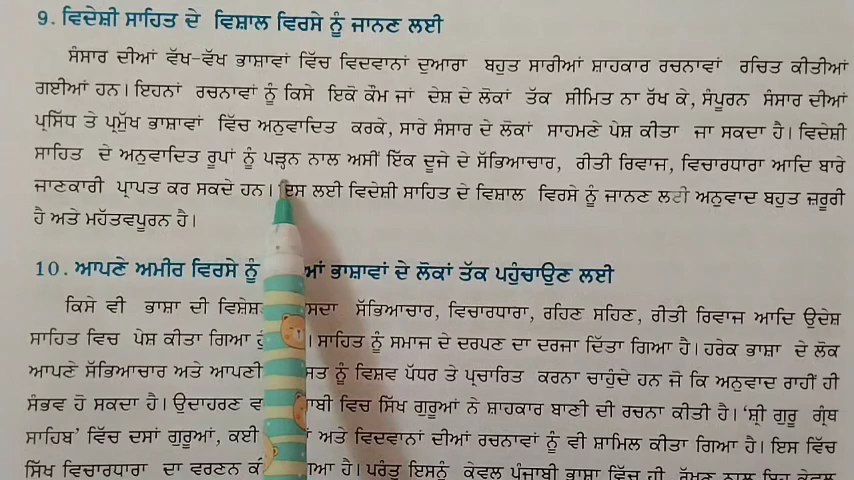 9. ਵਿਦੇਸ਼ੀ ਸਾਹਿਤ ਦੇ ਵਿਸ਼ਾਲ ਵਿਰਸੇ ਨੂੰ ਜਾਨਣ ਲਈ
ਸੰਸਾਰ ਦੀਆਂ ਵੱਖ-ਵੱਖ ਭਾਸ਼ਾਵਾਂ ਵਿੱਚ ਵਿਦਵਾਨਾਂ ਦੁਆਰਾ ਬਹੁਤ ਸਾਰੀਆਂ ਸ਼ਾਹਕਾਰ ਰਚਨਾਵਾਂ ਰਚਿਤ ਕੀਤੀਆਂ
ਗਈਆਂ ਹਨ। ਇਹਨਾਂ ਰਚਨਾਵਾਂ ਨੂੰ ਕਿਸੇ ਇਕੋ ਕੌਮ ਜਾਂ ਦੇਸ਼ ਦੇ ਲੋਕਾਂ ਤੱਕ ਸੀਮਿਤ ਨਾ ਰੱਖ ਕੇ, ਸੰਪੂਰਨ ਸੰਸਾਰ ਦੀਆਂ
ਪ੍ਰਸਿੱਧ ਤੇ ਪ੍ਰਮੁੱਖ ਭਾਸ਼ਾਵਾਂ ਵਿੱਚ ਅਨੁਵਾਦਿਤ ਕਰਕੇ, ਸਾਰੇ ਸੰਸਾਰ ਦੇ ਲੋਕਾਂ ਸਾਹਮਣੇ ਪੇਸ਼ ਕੀਤਾ ਜਾ ਸਕਦਾ ਹੈ। ਵਿਦੇਸ਼ੀ
ਸਾਹਿਤ ਦੇ ਅਨੁਵਾਦਿਤ ਰੂਪਾਂ ਨੂੰ ਪੜ੍ਹਨ ਨਾਲ ਅਸੀਂ ਇੱਕ ਦੂਜੇ ਦੇ ਸੱਭਿਆਚਾਰ, ਰੀਤੀ ਰਿਵਾਜ, ਵਿਚਾਰਧਾਰਾ ਆਦਿ ਬਾਰੇ
ਜਾਣਕਾਰੀ ਪ੍ਰਾਪਤ ਕਰ ਸਕਦੇ ਹਨ। ਇਸ ਲਈ ਵਿਦੇਸ਼ੀ ਸਾਹਿਤ ਦੇ ਵਿਸ਼ਾਲ ਵਿਰਸੇ ਨੂੰ ਜਾਨਣ ਲਈ ਅਨੁਵਾਦ ਬਹੁਤ ਜ਼ਰੂਰੀ
ਹੈ ਅਤੇ ਮਹੱਤਵਪੂਰਨ ਹੈ।
10. ਆਪਣੇ ਅਮੀਰ ਵਿਰਸੇ ਨੂੰ ਭਾਸ਼ਾਵਾਂ ਦੇ ਲੋਕਾਂ ਤੱਕ ਪਹੁੰਚਾਉਣ ਲਈ
ਕਿਸੇ ਵੀ ਭਾਸ਼ਾ ਦੀ ਸੱਭਿਆਚਾਰ, ਵਿਚਾਰਧਾਰਾ, ਰਹਿਣ ਸਹਿਣ, ਰੀਤੀ ਰਿਵਾਜ ਆਦਿ ਉਦੇਸ਼
ਸਾਹਿਤ ਵਿਚ ਪੇਸ਼ ਕੀਤਾ ਗਿਆ । ਸਾਹਿਤ ਨੂੰ ਸਮਾਜ ਦੇ ਦਰਪਣ ਦਾ ਦਰਜਾ ਦਿੱਤਾ ਗਿਆ ਹੈ। ਹਰੇਕ ਭਾਸ਼ਾ ਦੇ ਲੋਕ
ਆਪਣੇ ਸੱਭਿਆਚਾਰ ਅਤੇ ਆਪਣੀ ਨੂੰ ਵਿਸ਼ਵ ਪੱਧਰ ਤੇ ਪ੍ਰਚਾਰਿਤ ਕਰਨਾ ਚਾਹੁੰਦੇ ਹਨ ਜੋ ਕਿ ਅਨੁਵਾਦ ਰਾਹੀਂ ਹੀ
ਸੰਭਵ ਹੋ ਸਕਦਾ ਹੈ। ਉਦਾਹਰਣ ਵਿਚ ਸਿੱਖ ਗੁਰੂਆਂ ਨੇ ਸ਼ਾਹਕਾਰ ਬਾਣੀ ਦੀ ਰਚਨਾ ਕੀਤੀ ਹੈ। 'ਸ਼੍ਰੀ ਗੁਰੂ ਗ੍ਰੰਥ
ਸਾਹਿਬ' ਵਿੱਚ ਦਸਾਂ ਗੁਰੂਆਂ, ਕਈ ਅਤੇ ਵਿਦਵਾਨਾਂ ਦੀਆਂ ਰਚਨਾਵਾਂ ਨੂੰ ਵੀ ਸ਼ਾਮਿਲ ਕੀਤਾ ਗਿਆ ਹੈ। ਇਸ ਵਿੱਚ
ਸਿੱਖ ਵਿਚਾਰਧਾਰਾ ਦਾ ਵਰਣਨ ਹੈ। ਪਰੰਤੂ ਇਸਨੂੰ ਕੇਵਲ ਪੰਜਾਬੀ ਭਾਸ਼ਾ ਵਿੱਚ ਹੀ